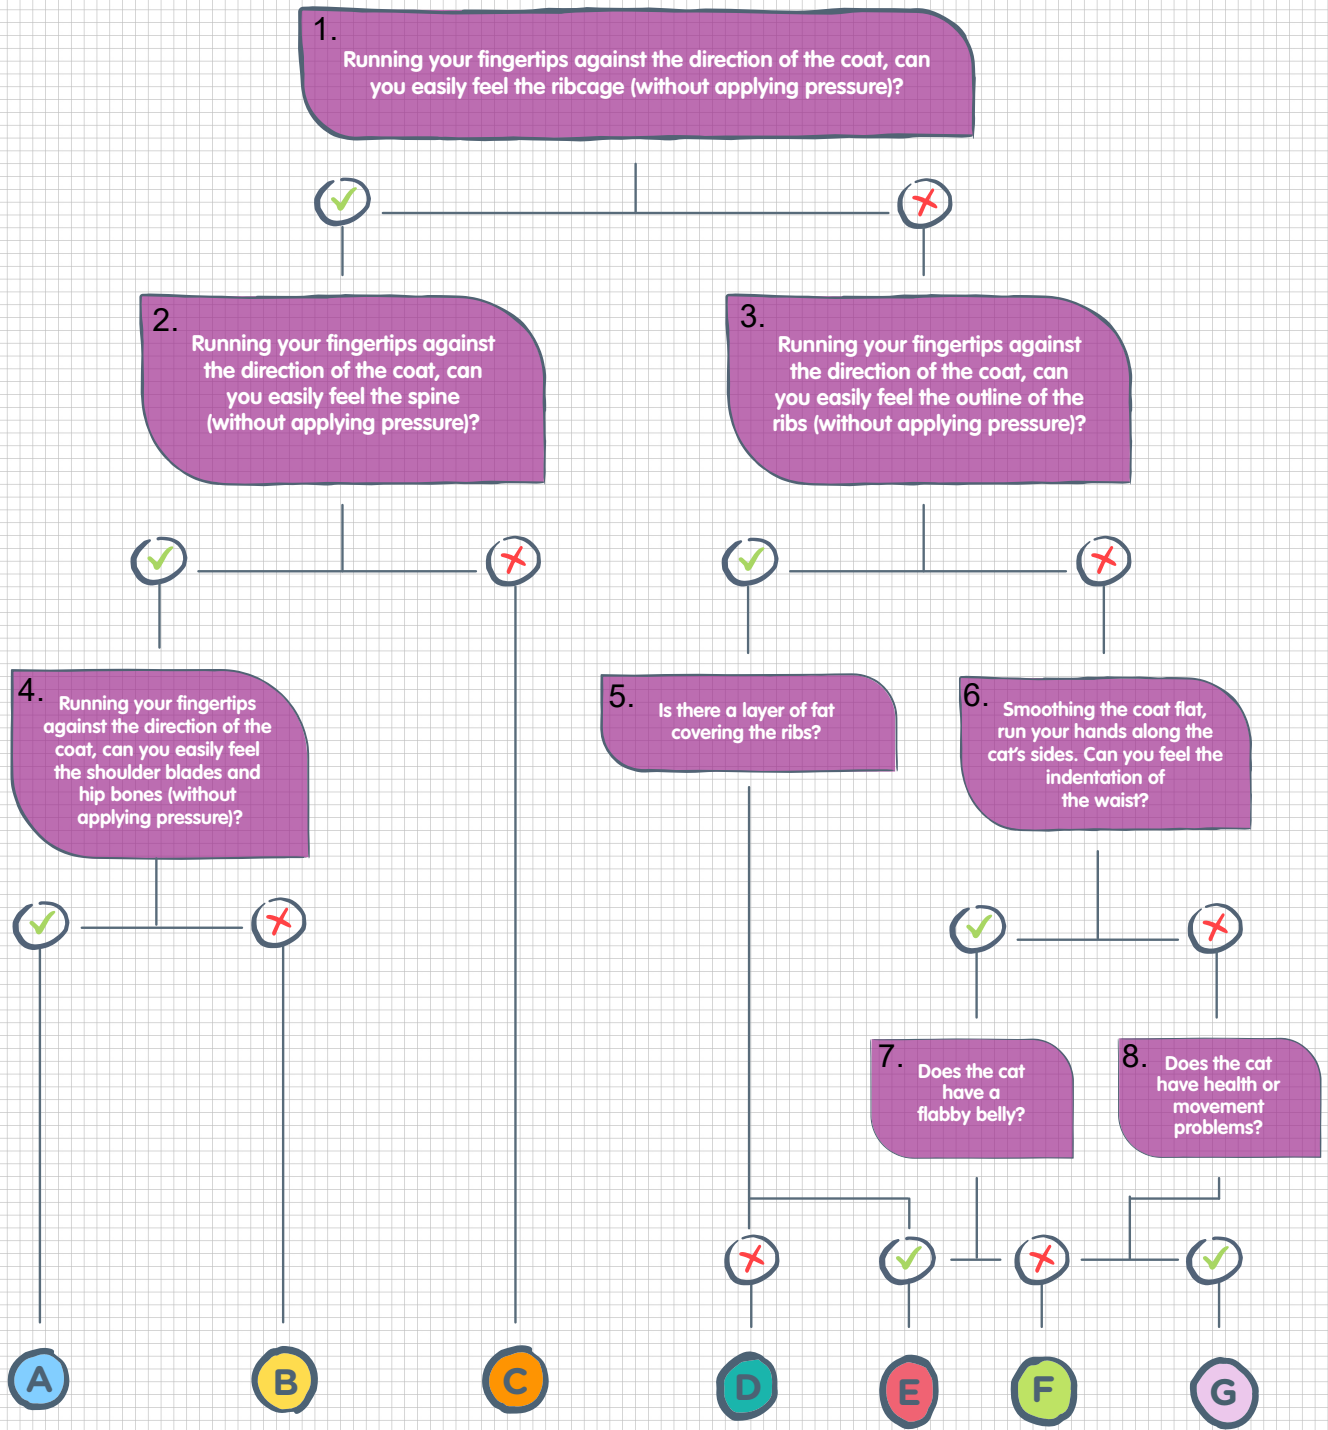 1.
Running your fingertips against the direction of the coat, can
you easily feel the ribcage (without applying pressure)?
2.
Running your fingertips against
the direction of the coat, can
you easily feel the spine
(without applying pressure)?
3.
Running your fingertips against
the direction of the coat, can
you easily feel the outline of the
ribs (without applying pressure)?
4.
Running your fingertips
against the direction of the
coat, can you easily feel
the shoulder blades and
hip bones (without
applying pressure)?
5.
Is there a layer of fat
covering the ribs?
6.
Smoothing the coat flat,
run your hands along the
cat's sides. Can you feel the
indentation of
the waist?
7.
Does the cat
have a
flabby belly?
8.
Does the cat
have health or
movement
problems?
A
B
C
D
E
F
G